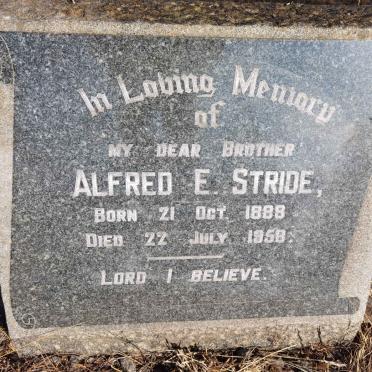 In Loving Memory
of
MY DEAR BROTHER
ALFRED E. STRIDE,
BORN 21 OCT. 1888.
DIED 22 JULY 1958.
LORD I BELIEVE.